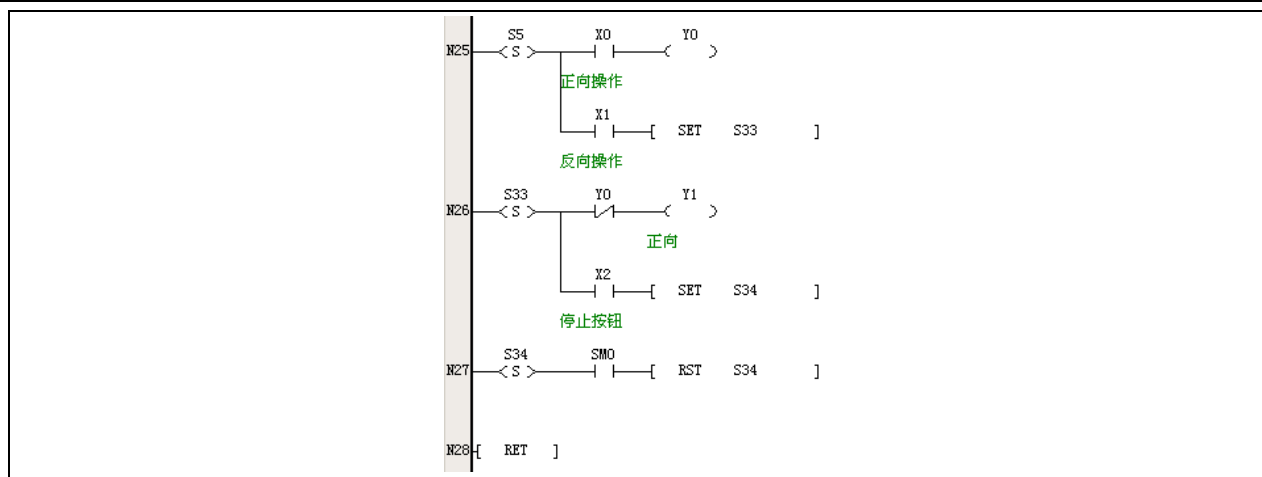 S5 X0 Y0
N25 S
正向操作
X1
SET S33
反向操作
S33 Y0 Y1
N26 S
正向
X2
SET S34
停止按钮
S34 SM0
N27 S RST S34
N28 RET